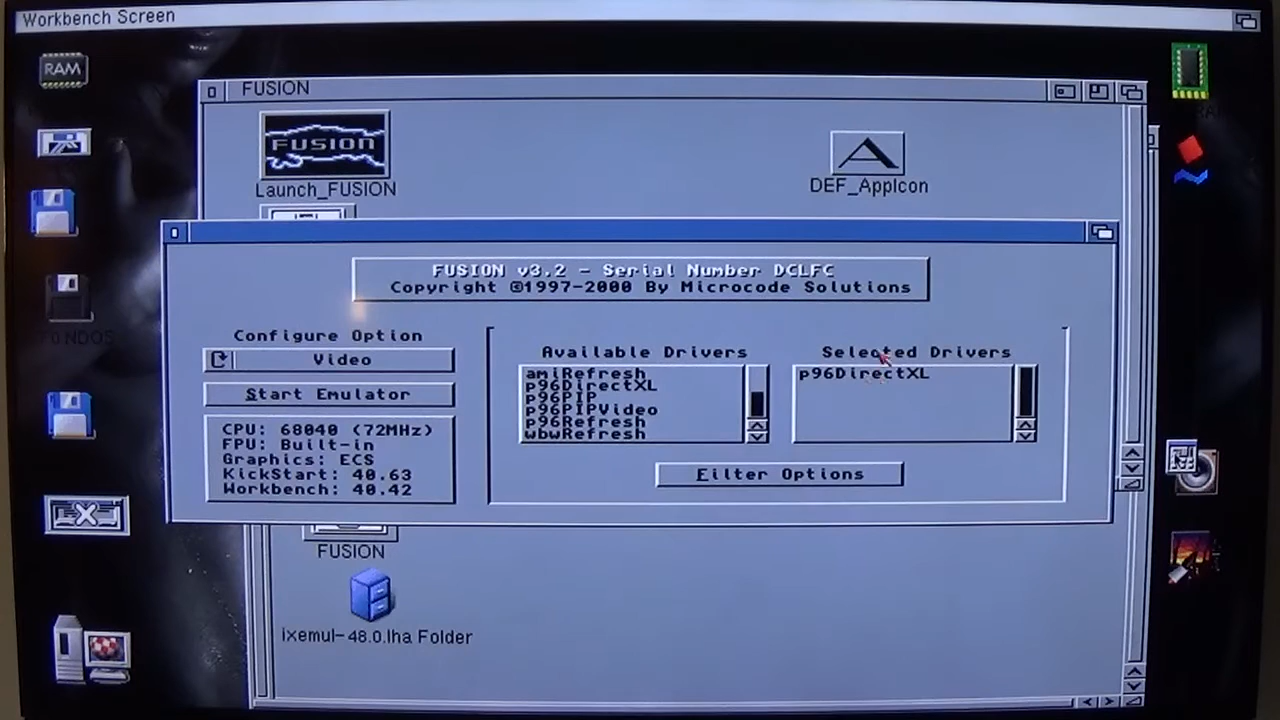 Workbench Screen
RAM
FUSION
FUSION
Launch_FUSION
DEF_AppIcon
FUSION v3.2 - Serial Number DCLFC
Copyright ©1997-2000 By Microcode Solutions
Configure Option
Video
Start Emulator
CPU: 68040 (72MHz)
FPU: Built-in
Graphics: ECS
KickStart: 40.63
Workbench: 40.42
Available Drivers
amiRefresh
p96DirectXL
p96PIP
p96PIPVideo
p96Refresh
wbwRefresh
Selected Drivers
p96DirectXL
Filter Options
:NDOS
FUSION
ixemul-48.0.lha Folder